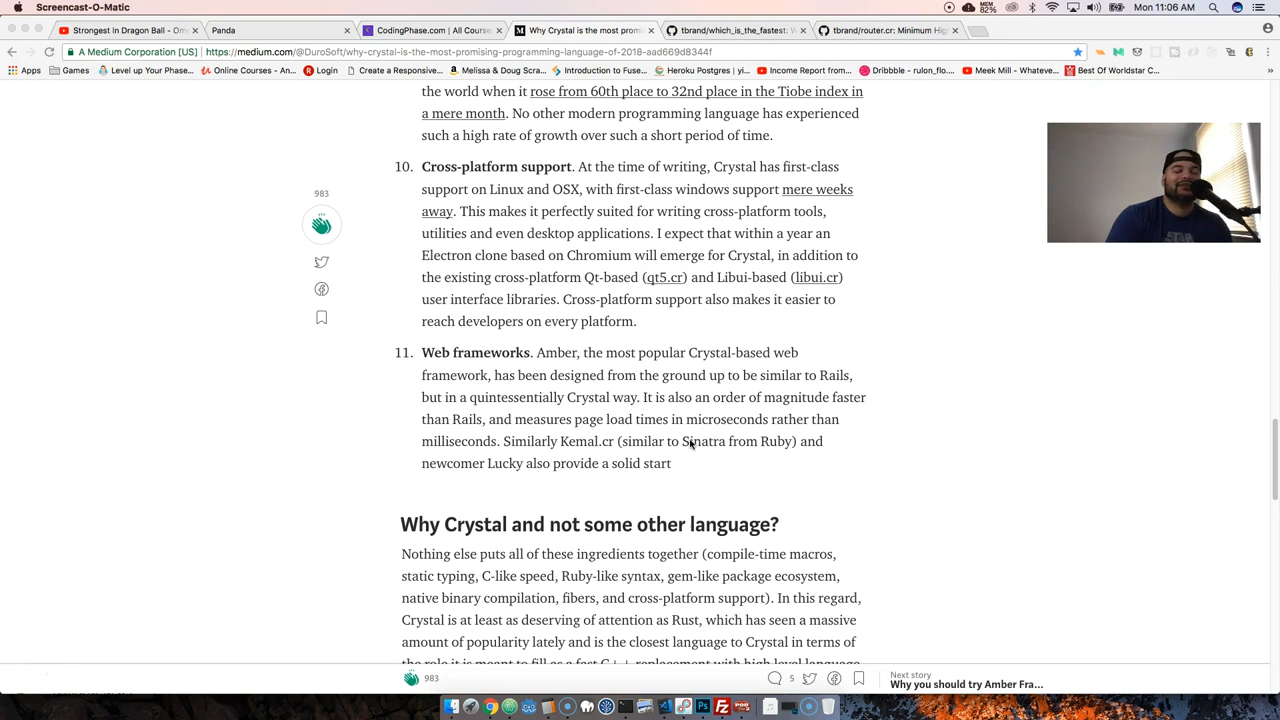 Screencast-O-Matic
82%
Mon 11:06 AM
Strongest In Dragon Ball - Om
Panda
CodingPhase.com | All Course
Why Crystal is the most promi
tbrand/which_is_the_fastest: W
tbrand/router.cr: Minimum Hig
A Medium Corporation [US]
https://medium.com/@DuroSoft/why-crystal-is-the-most-promising-programming-language-of-2018-aad669d8344f
Apps
Games
Level up your Phase...
Online Courses - An...
Login
Create a Responsive...
Melissa & Doug Scra...
Introduction to Fuse...
Heroku Postgres | yi...
Income Report from...
Dribbble - rulon_flo...
Meek Mill - Whateve...
Best Of Worldstar C...
the world when it rose from 60th place to 32nd place in the Tiobe index in
a mere month. No other modern programming language has experienced
such a high rate of growth over such a short period of time.
10. Cross-platform support. At the time of writing, Crystal has first-class
support on Linux and OSX, with first-class windows support mere weeks
away. This makes it perfectly suited for writing cross-platform tools,
utilities and even desktop applications. I expect that within a year an
Electron clone based on Chromium will emerge for Crystal, in addition to
the existing cross-platform Qt-based (qt5.cr) and Libui-based (libui.cr)
user interface libraries. Cross-platform support also makes it easier to
reach developers on every platform.
983
11. Web frameworks. Amber, the most popular Crystal-based web
framework, has been designed from the ground up to be similar to Rails,
but in a quintessentially Crystal way. It is also an order of magnitude faster
than Rails, and measures page load times in microseconds rather than
milliseconds. Similarly Kemal.cr (similar to Sinatra from Ruby) and
newcomer Lucky also provide a solid start
Why Crystal and not some other language?
Nothing else puts all of these ingredients together (compile-time macros,
static typing, C-like speed, Ruby-like syntax, gem-like package ecosystem,
native binary compilation, fibers, and cross-platform support). In this regard,
Crystal is at least as deserving of attention as Rust, which has seen a massive
amount of popularity lately and is the closest language to Crystal in terms of
the role it is meant to fill as a fast C++ replacement with high level language
983
5
Next story
Why you should try Amber Fra...